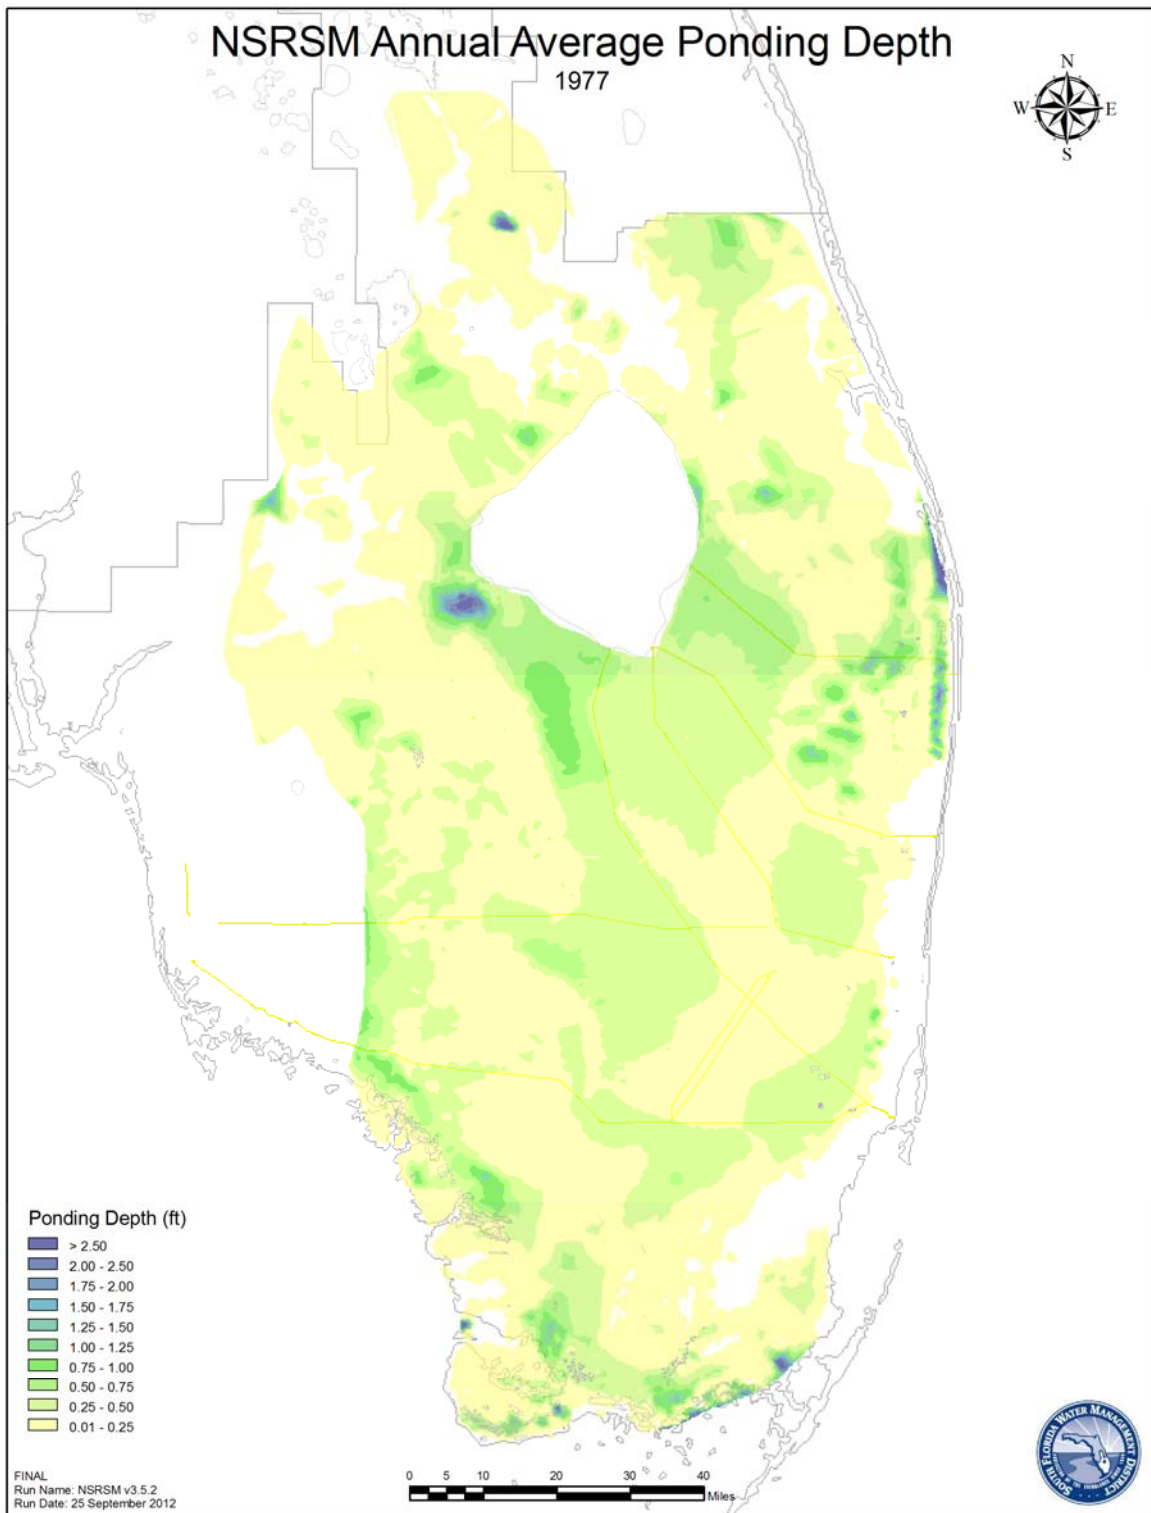 NSRSM Annual Average Ponding Depth
1977
N
W E
S
Ponding Depth (ft)
> 2.50
2.00 - 2.50
1.75 - 2.00
1.50 - 1.75
1.25 - 1.50
1.00 - 1.25
0.75 - 1.00
0.50 - 0.75
0.25 - 0.50
0.01 - 0.25
FINAL
Run Name: NSRSM v3.5.2
Run Date: 25 September 2012
0 5 10 20 30 40
Miles
SOUTH FLORIDA WATER MANAGEMENT DISTRICT